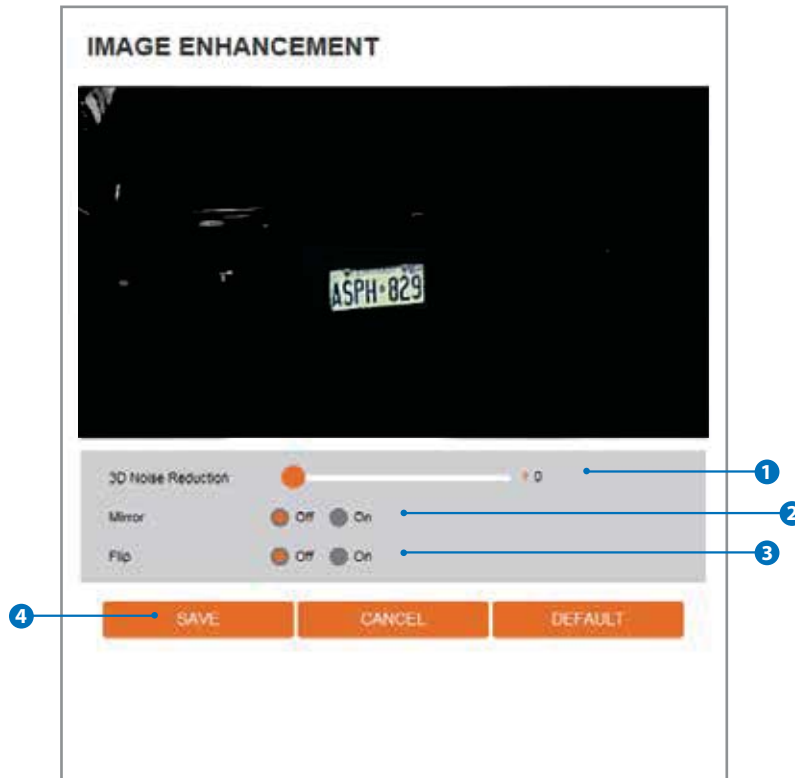 IMAGE ENHANCEMENT
ASPH 829
3D Noise Reduction 0 1
Mirror Off On 2
Flip Off On 3
4 SAVE CANCEL DEFAULT